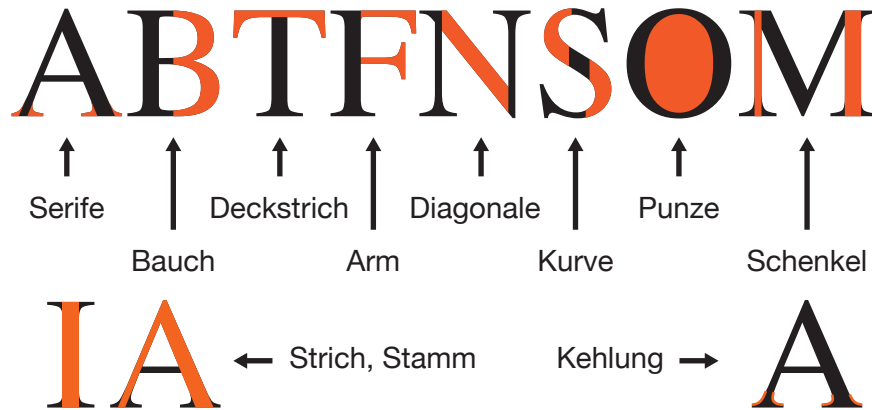 ABTFNSOM
Serife Deckstrich Diagonale Punze
Bauch Arm Kurve Schenkel
IA Strich, Stamm Kehlung A